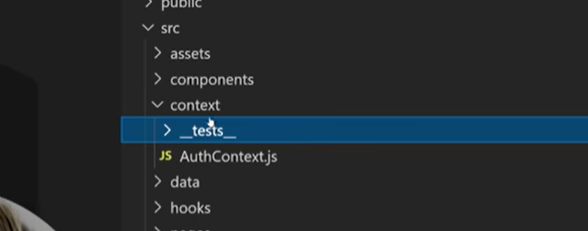 public
src
assets
components
context
__tests__
JS AuthContext.js
data
hooks